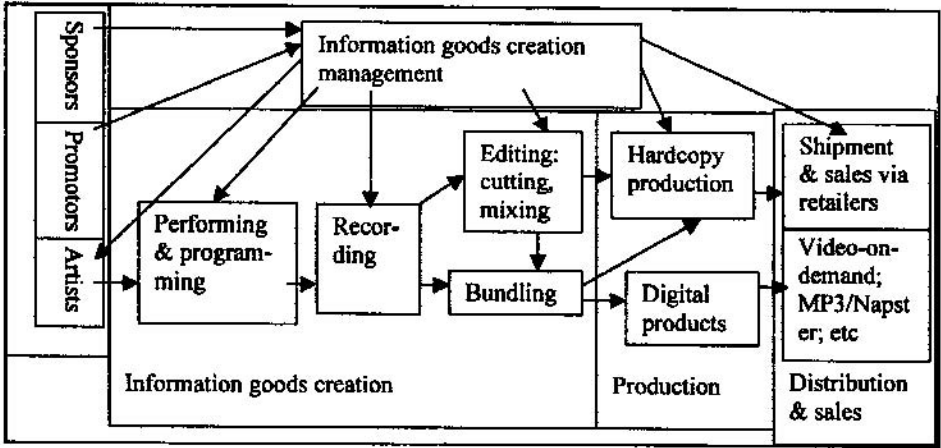 Sponsors
Promotors
Artists
Information goods creation
management
Performing
& program-
ming
Recor-
ding
Editing:
cutting,
mixing
Bundling
Hardcopy
production
Digital
products
Shipment
& sales via
retailers
Video-on-
demand;
MP3/Napst
er; etc
Information goods creation
Production
Distribution
& sales